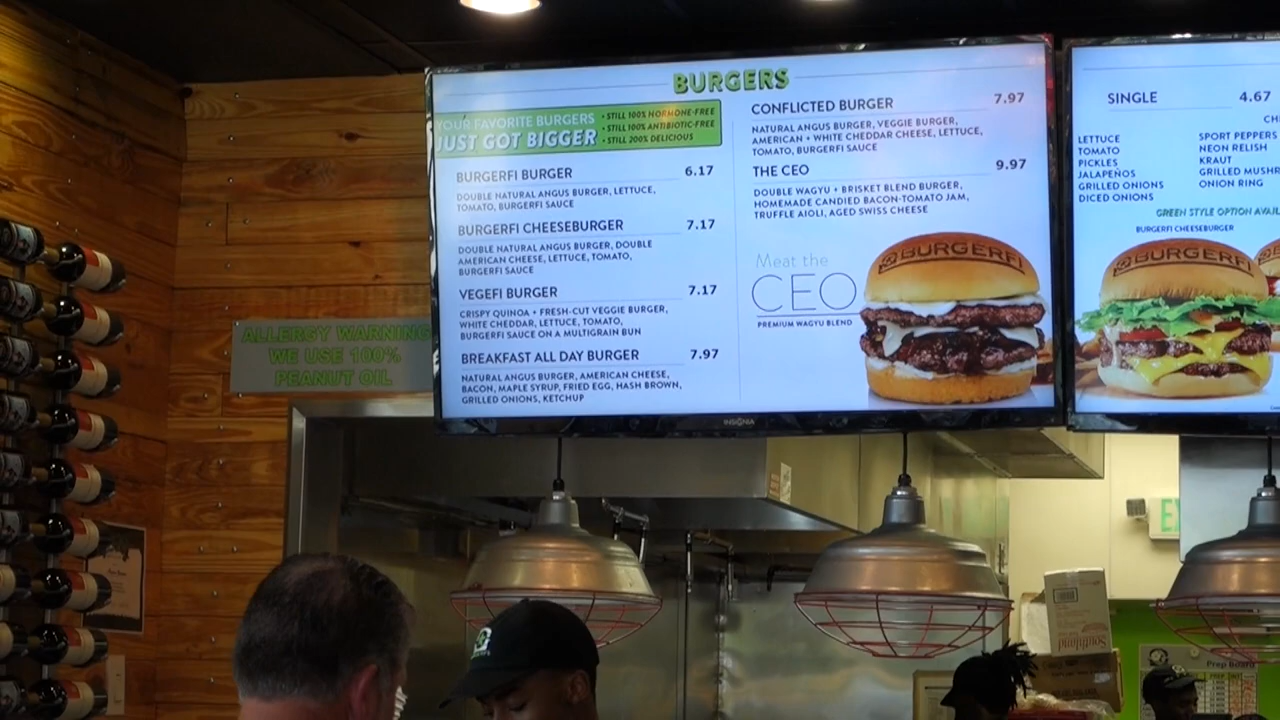 BURGERS
YOUR FAVORITE BURGERS
JUST GOT BIGGER
• STILL 100% HORMONE-FREE
• STILL 100% ANTIBIOTIC-FREE
• STILL 200% DELICIOUS
BURGERFI BURGER 6.17
DOUBLE NATURAL ANGUS BURGER, LETTUCE,
TOMATO, BURGERFI SAUCE
BURGERFI CHEESEBURGER 7.17
DOUBLE NATURAL ANGUS BURGER, DOUBLE
AMERICAN CHEESE, LETTUCE, TOMATO,
BURGERFI SAUCE
VEGEFI BURGER 7.17
CRISPY QUINOA + FRESH-CUT VEGGIE BURGER,
WHITE CHEDDAR, LETTUCE, TOMATO,
BURGERFI SAUCE ON A MULTIGRAIN BUN
BREAKFAST ALL DAY BURGER 7.97
NATURAL ANGUS BURGER, AMERICAN CHEESE,
BACON, MAPLE SYRUP, FRIED EGG, HASH BROWN,
GRILLED ONIONS, KETCHUP
CONFLICTED BURGER 7.97
NATURAL ANGUS BURGER, VEGGIE BURGER,
AMERICAN + WHITE CHEDDAR CHEESE, LETTUCE,
TOMATO, BURGERFI SAUCE
THE CEO 9.97
DOUBLE WAGYU + BRISKET BLEND BURGER,
HOMEMADE CANDIED BACON-TOMATO JAM,
TRUFFLE AIOLI, AGED SWISS CHEESE
Meat the
CEO
PREMIUM WAGYU BLEND
BURGERFI
INSIGNIA
SINGLE 4.67
LETTUCE
TOMATO
PICKLES
JALAPEÑOS
GRILLED ONIONS
DICED ONIONS
SPORT PEPPERS
NEON RELISH
KRAUT
GRILLED MUSHR
ONION RING
GREEN STYLE OPTION AVAIL
BURGERFI CHEESEBURGER
BURGERFI
ALLERGY WARNING
WE USE 100%
PEANUT OIL
EX
Southland
Prep Board